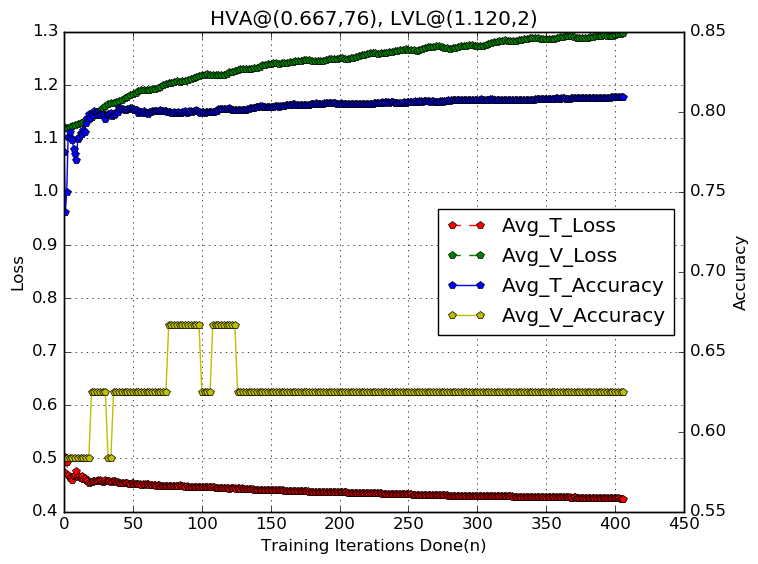 HVA@(0.667,76), LVL@(1.120,2)
1.3
1.2
1.1
1.0
0.9
0.8
0.7
0.6
0.5
0.4
Loss
0.85
0.80
0.75
0.70
0.65
0.60
0.55
Accuracy
Avg_T_Loss
Avg_V_Loss
Avg_T_Accuracy
Avg_V_Accuracy
0 50 100 150 200 250 300 350 400 450
Training Iterations Done(n)